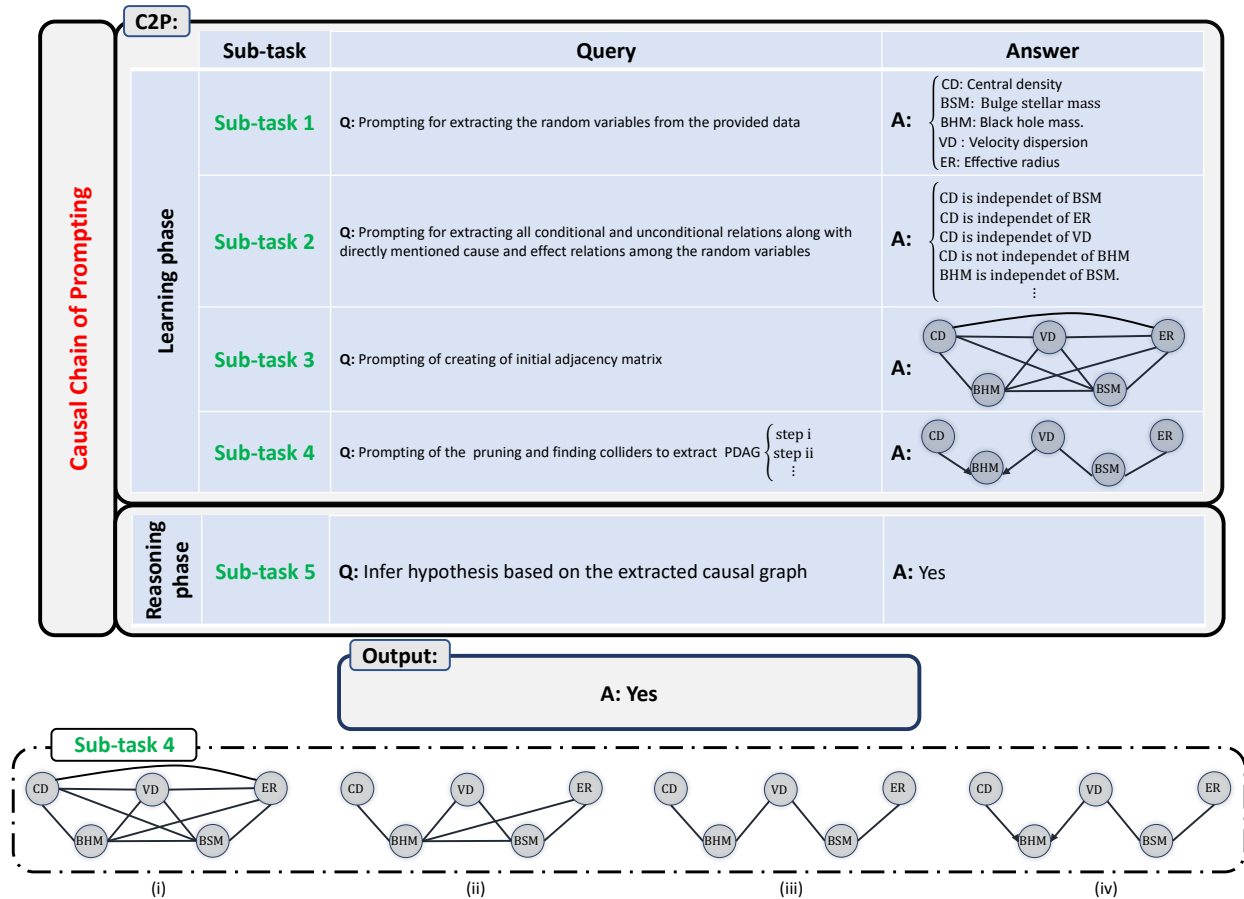 C2P:
Causal Chain of Prompting
Sub-task
Query
Answer
Learning phase
Sub-task 1
Q: Prompting for extracting the random variables from the provided data
A:
CD: Central density
BSM: Bulge stellar mass
BHM: Black hole mass.
VD : Velocity dispersion
ER: Effective radius
Sub-task 2
Q: Prompting for extracting all conditional and unconditional relations along with
directly mentioned cause and effect relations among the random variables
A:
CD is independet of BSM
CD is independet of ER
CD is independet of VD
CD is not independet of BHM
BHM is independet of BSM.
⋮
Sub-task 3
Q: Prompting of creating of initial adjacency matrix
A:
CD
VD
ER
BHM
BSM
Sub-task 4
Q: Prompting of the pruning and finding colliders to extract PDAG
step i
step ii
⋮
A:
CD
VD
ER
BHM
BSM
Reasoning
phase
Sub-task 5
Q: Infer hypothesis based on the extracted causal graph
A: Yes
Output:
A: Yes
Sub-task 4
CD
VD
ER
BHM
BSM
(i)
CD
VD
ER
BHM
BSM
(ii)
CD
VD
ER
BHM
BSM
(iii)
CD
VD
ER
BHM
BSM
(iv)